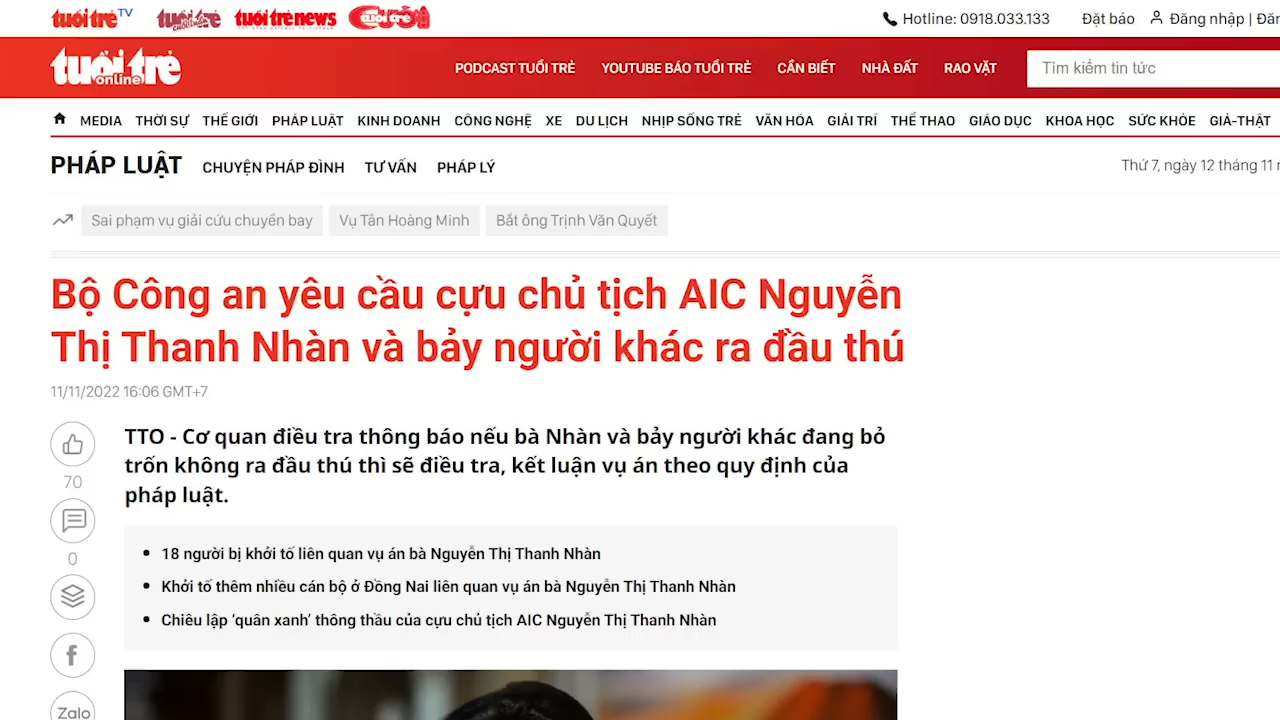 tuổi trẻ TV tuổi trẻ cuối tuần tuổi trẻ news tuổi trẻ CƯỜI Hotline: 0918.033.133 Đặt báo Đăng nhập | Đăn
tuổi trẻ online PODCAST TUỔI TRẺ YOUTUBE BÁO TUỔI TRẺ CẦN BIẾT NHÀ ĐẤT RAO VẶT Tìm kiếm tin tức
MEDIA THỜI SỰ THẾ GIỚI PHÁP LUẬT KINH DOANH CÔNG NGHỆ XE DU LỊCH NHỊP SỐNG TRẺ VĂN HÓA GIẢI TRÍ THỂ THAO GIÁO DỤC KHOA HỌC SỨC KHỎE GIẢ-THẬT
PHÁP LUẬT CHUYỆN PHÁP ĐÌNH TƯ VẤN PHÁP LÝ Thứ 7, ngày 12 tháng 11
Sai phạm vụ giải cứu chuyến bay Vụ Tân Hoàng Minh Bắt ông Trịnh Văn Quyết
Bộ Công an yêu cầu cựu chủ tịch AIC Nguyễn
Thị Thanh Nhàn và bảy người khác ra đầu thú
11/11/2022 16:06 GMT+7
TTO - Cơ quan điều tra thông báo nếu bà Nhàn và bảy người khác đang bỏ
trốn không ra đầu thú thì sẽ điều tra, kết luận vụ án theo quy định của
pháp luật.
70
0
18 người bị khởi tố liên quan vụ án bà Nguyễn Thị Thanh Nhàn
Khởi tố thêm nhiều cán bộ ở Đồng Nai liên quan vụ án bà Nguyễn Thị Thanh Nhàn
Chiêu lập ‘quân xanh’ thông thầu của cựu chủ tịch AIC Nguyễn Thị Thanh Nhàn
Zalo